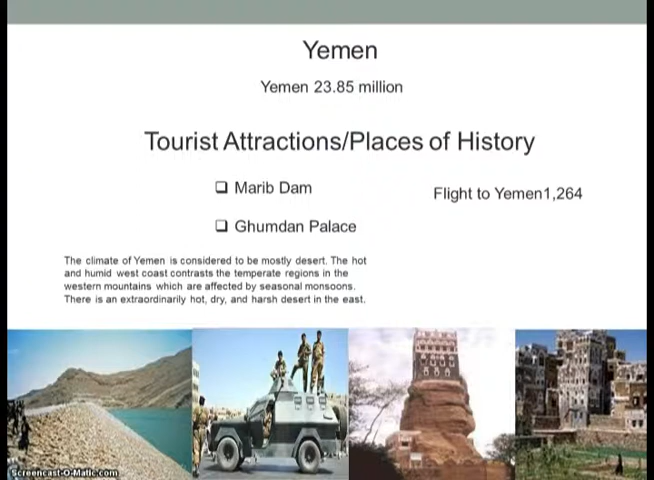 Yemen
Yemen 23.85 million
Tourist Attractions/Places of History
❑ Marib Dam
Flight to Yemen1,264
❑ Ghumdan Palace
The climate of Yemen is considered to be mostly desert. The hot
and humid west coast contrasts the temperate regions in the
western mountains which are affected by seasonal monsoons.
There is an extraordinarily hot, dry, and harsh desert in the east.
Screencast-O-Matic.com